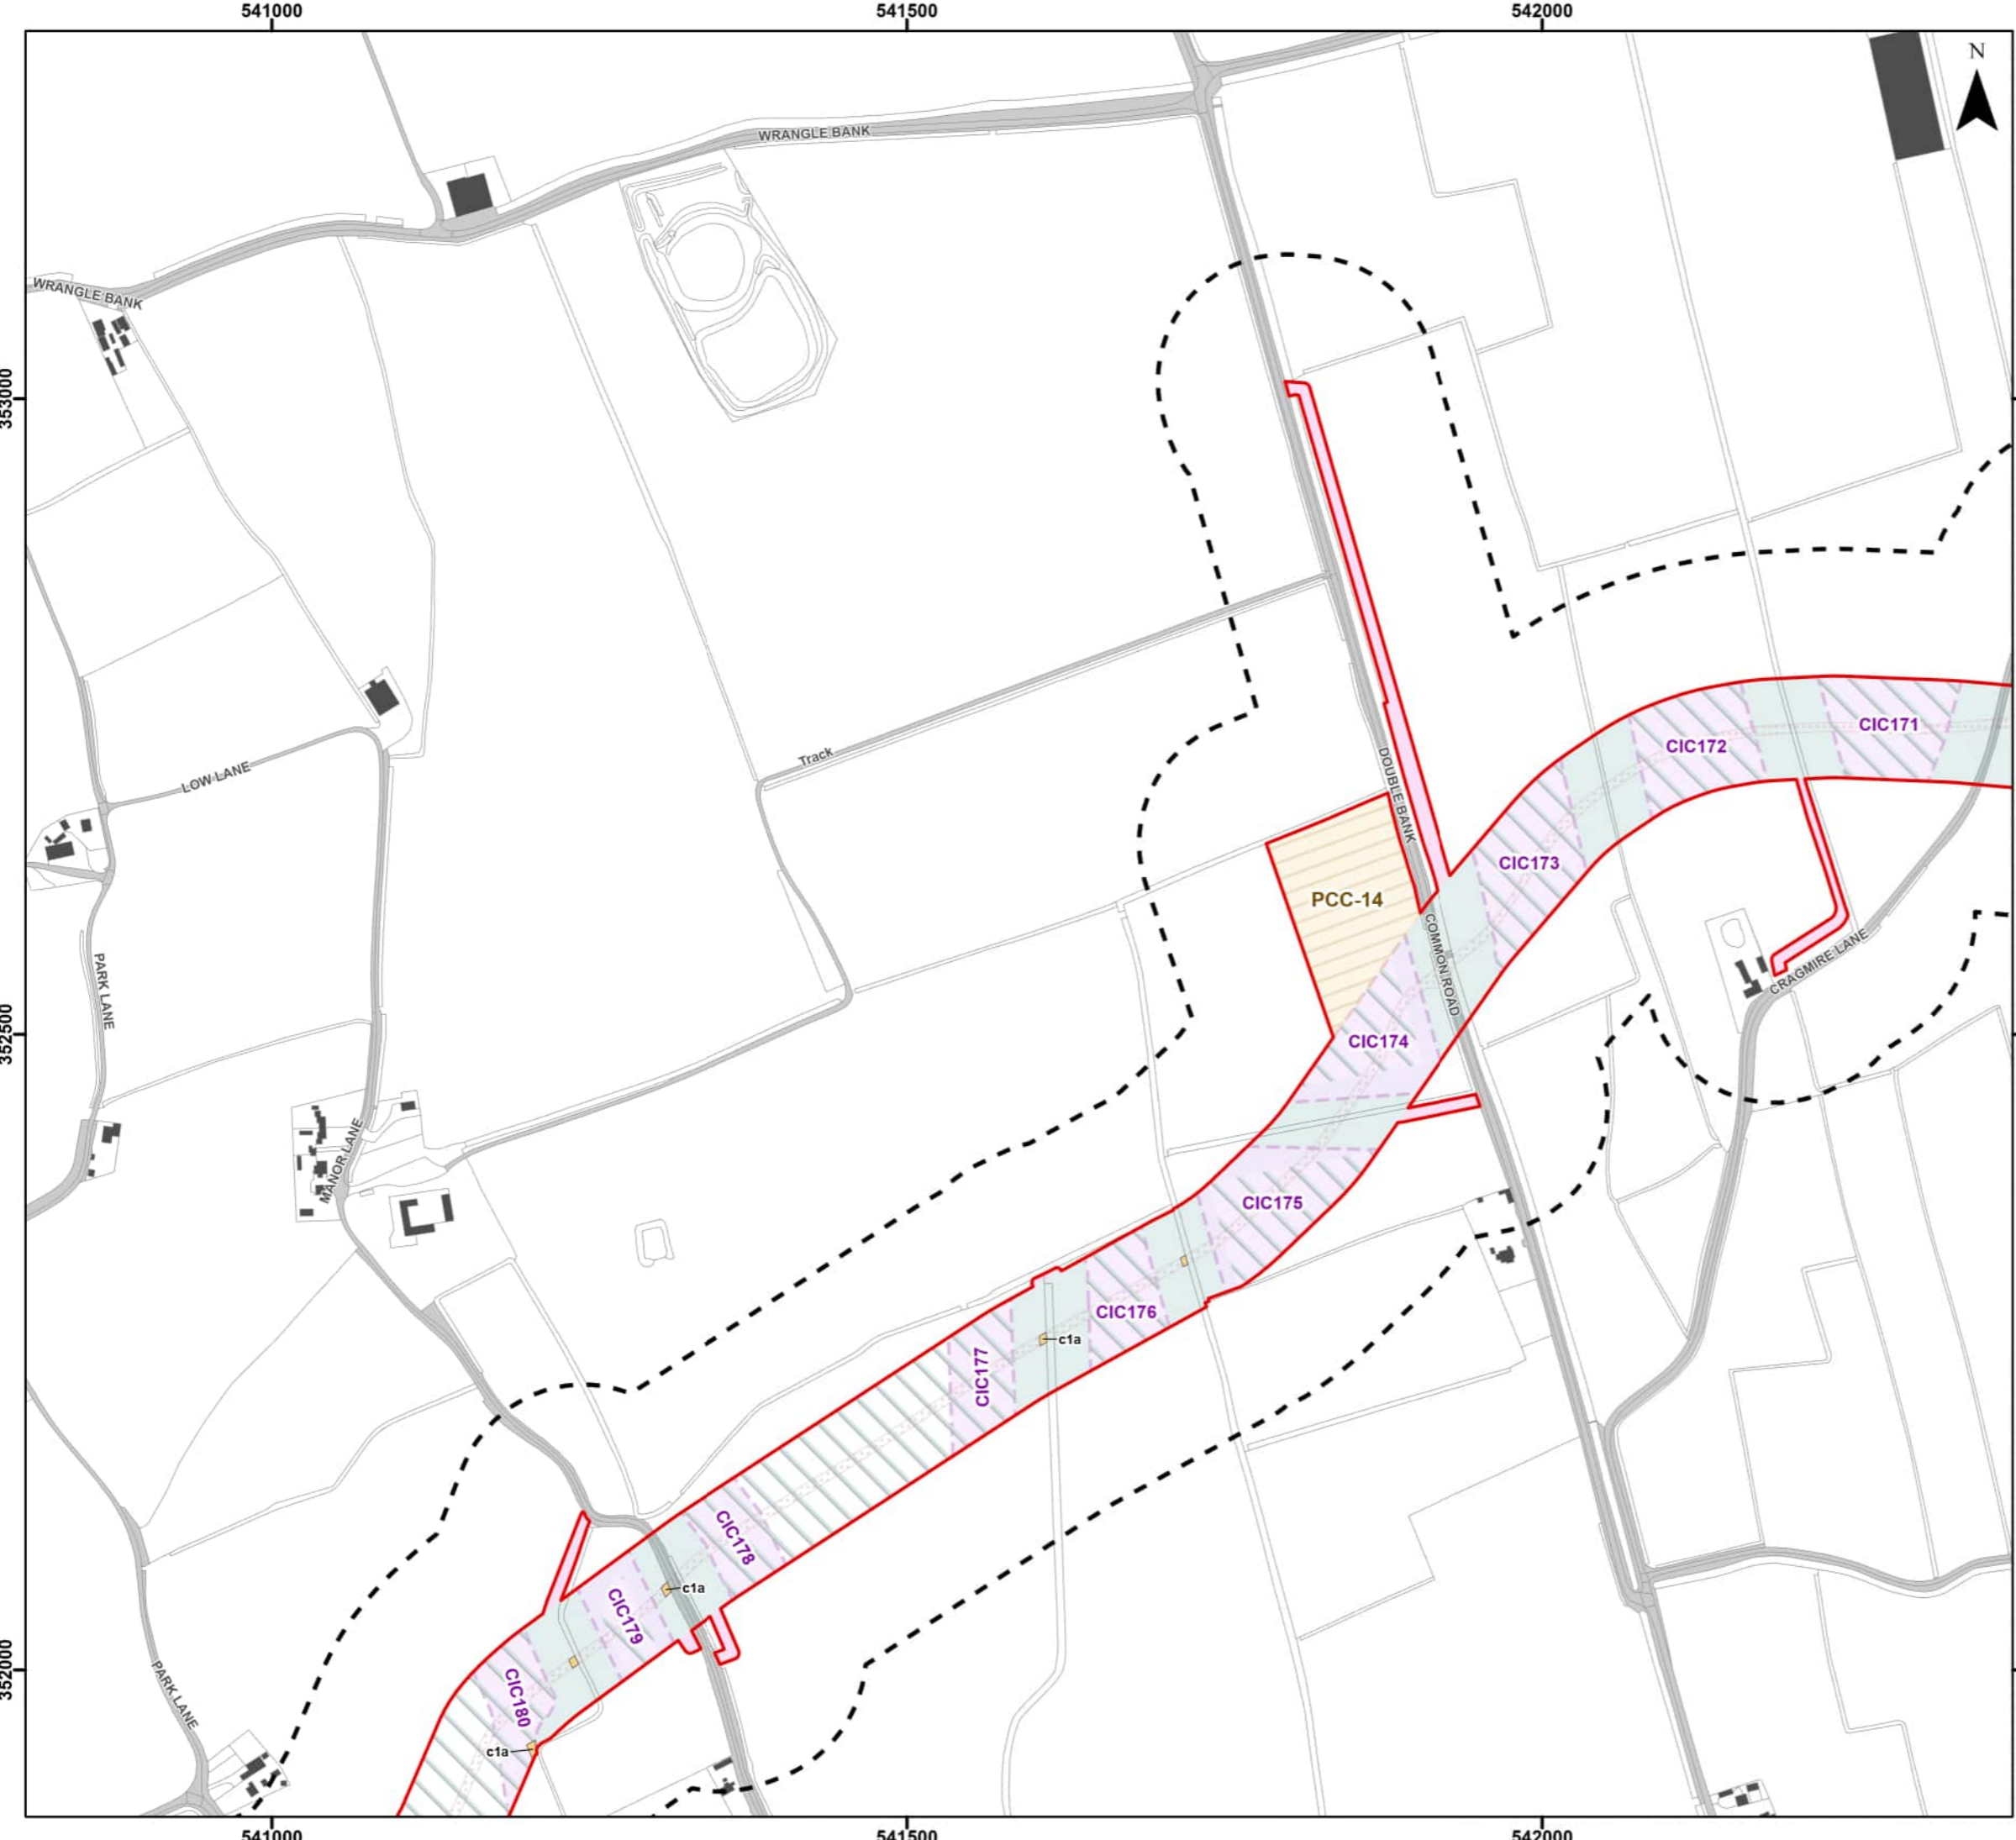 541000
541500
542000
N
WRANGLE BANK
WRANGLE BANK
353000
353000
CIC171
CIC172
Track
LOW LANE
DOUBLE BANK
CIC173
PCC-14
COMMON ROAD
CRAGMIRE LANE
PARK LANE
352500
CIC174
MANOR LANE
CIC175
CIC176
c1a
CIC177
CIC178
c1a
CIC179
352000
CIC180
PARK LANE
c1a
541000
541500
542000